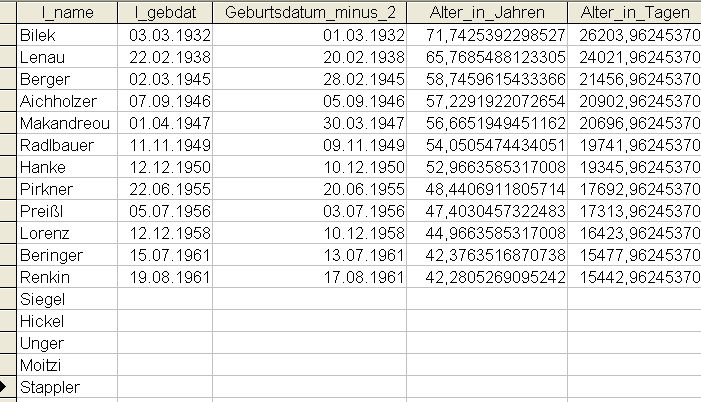 l_name l_gebdat Geburtsdatum_minus_2 Alter_in_Jahren Alter_in_Tagen
Bilek 03.03.1932 01.03.1932 71,7425392298527 26203,96245370
Lenau 22.02.1938 20.02.1938 65,7685488123305 24021,96245370
Berger 02.03.1945 28.02.1945 58,7459615433366 21456,96245370
Aichholzer 07.09.1946 05.09.1946 57,2291922072654 20902,96245370
Makandreou 01.04.1947 30.03.1947 56,6651949451162 20696,96245370
Radlbauer 11.11.1949 09.11.1949 54,0505474434051 19741,96245370
Hanke 12.12.1950 10.12.1950 52,9663585317008 19345,96245370
Pirkner 22.06.1955 20.06.1955 48,4406911805714 17692,96245370
Preißl 05.07.1956 03.07.1956 47,4030457322483 17313,96245370
Lorenz 12.12.1958 10.12.1958 44,9663585317008 16423,96245370
Beringer 15.07.1961 13.07.1961 42,3763516870738 15477,96245370
Renkin 19.08.1961 17.08.1961 42,2805269095242 15442,96245370
Siegel
Hickel
Unger
Moitzi
Stappler